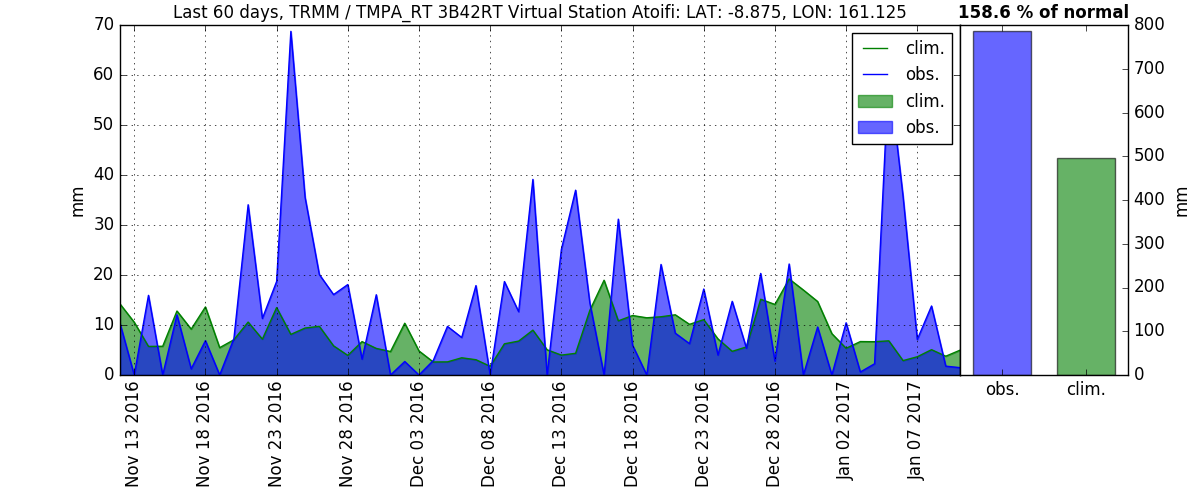 Last 60 days, TRMM / TMPA_RT 3B42RT Virtual Station Atoifi: LAT: -8.875, LON: 161.125
158.6 % of normal
70
60
50
40
30
20
10
0
mm
clim.
obs.
clim.
obs.
800
700
600
500
400
300
200
100
0
mm
obs.
clim.
Nov 13 2016
Nov 18 2016
Nov 23 2016
Nov 28 2016
Dec 03 2016
Dec 08 2016
Dec 13 2016
Dec 18 2016
Dec 23 2016
Dec 28 2016
Jan 02 2017
Jan 07 2017